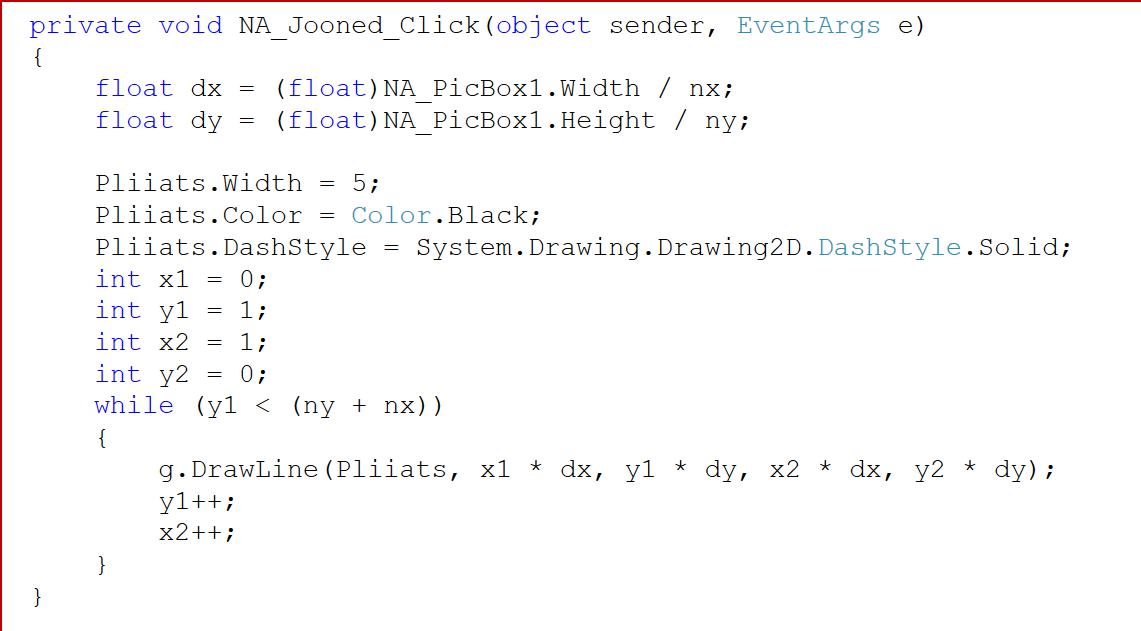 private void NA_Jooned_Click(object sender, EventArgs e)
{
    float dx = (float)NA_PicBox1.Width / nx;
    float dy = (float)NA_PicBox1.Height / ny;

    Pliiats.Width = 5;
    Pliiats.Color = Color.Black;
    Pliiats.DashStyle = System.Drawing.Drawing2D.DashStyle.Solid;
    int x1 = 0;
    int y1 = 1;
    int x2 = 1;
    int y2 = 0;
    while (y1 < (ny + nx))
    {
        g.DrawLine(Pliiats, x1 * dx, y1 * dy, x2 * dx, y2 * dy);
        y1++;
        x2++;
    }
}